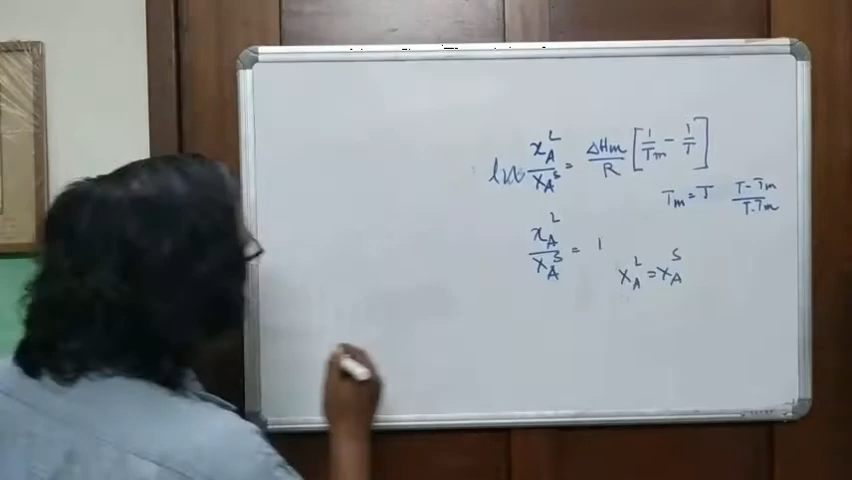 ln x_A^L / x_A^S = ΔHm / R [ 1/Tm - 1/T ]
Tm = T   T - Tm / T.Tm
x_A^L / x_A^S = 1
x_A^L = x_A^S